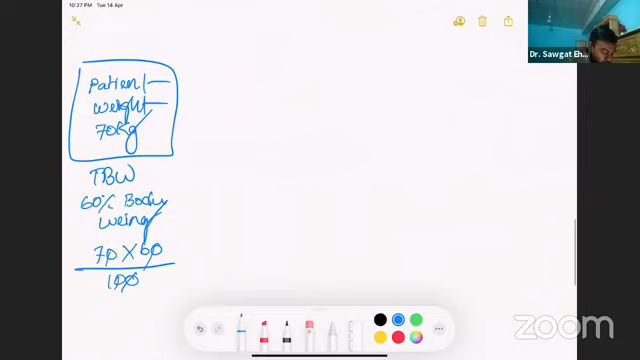 10:27 PM Tue 14 Apr
Dr. Sawgat Eh...
Patient
weight
70kg
TBW
60% Body
weing
70 X 60
100
zoom